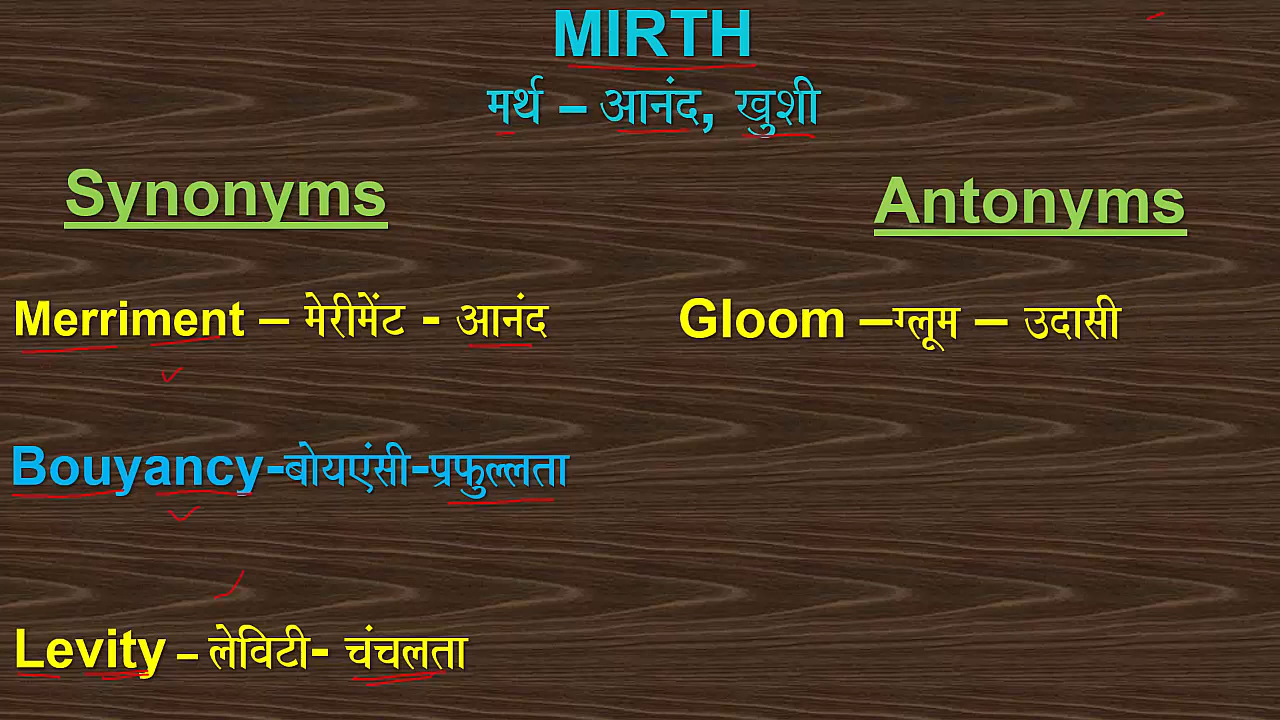 MIRTH
मर्थ – आनंद, खुशी
Synonyms
Antonyms
Merriment – मेरीमेंट - आनंद
Gloom –ग्लूम – उदासी
Bouyancy-बोयएंसी-प्रफुल्लता
Levity – लेविटी- चंचलता